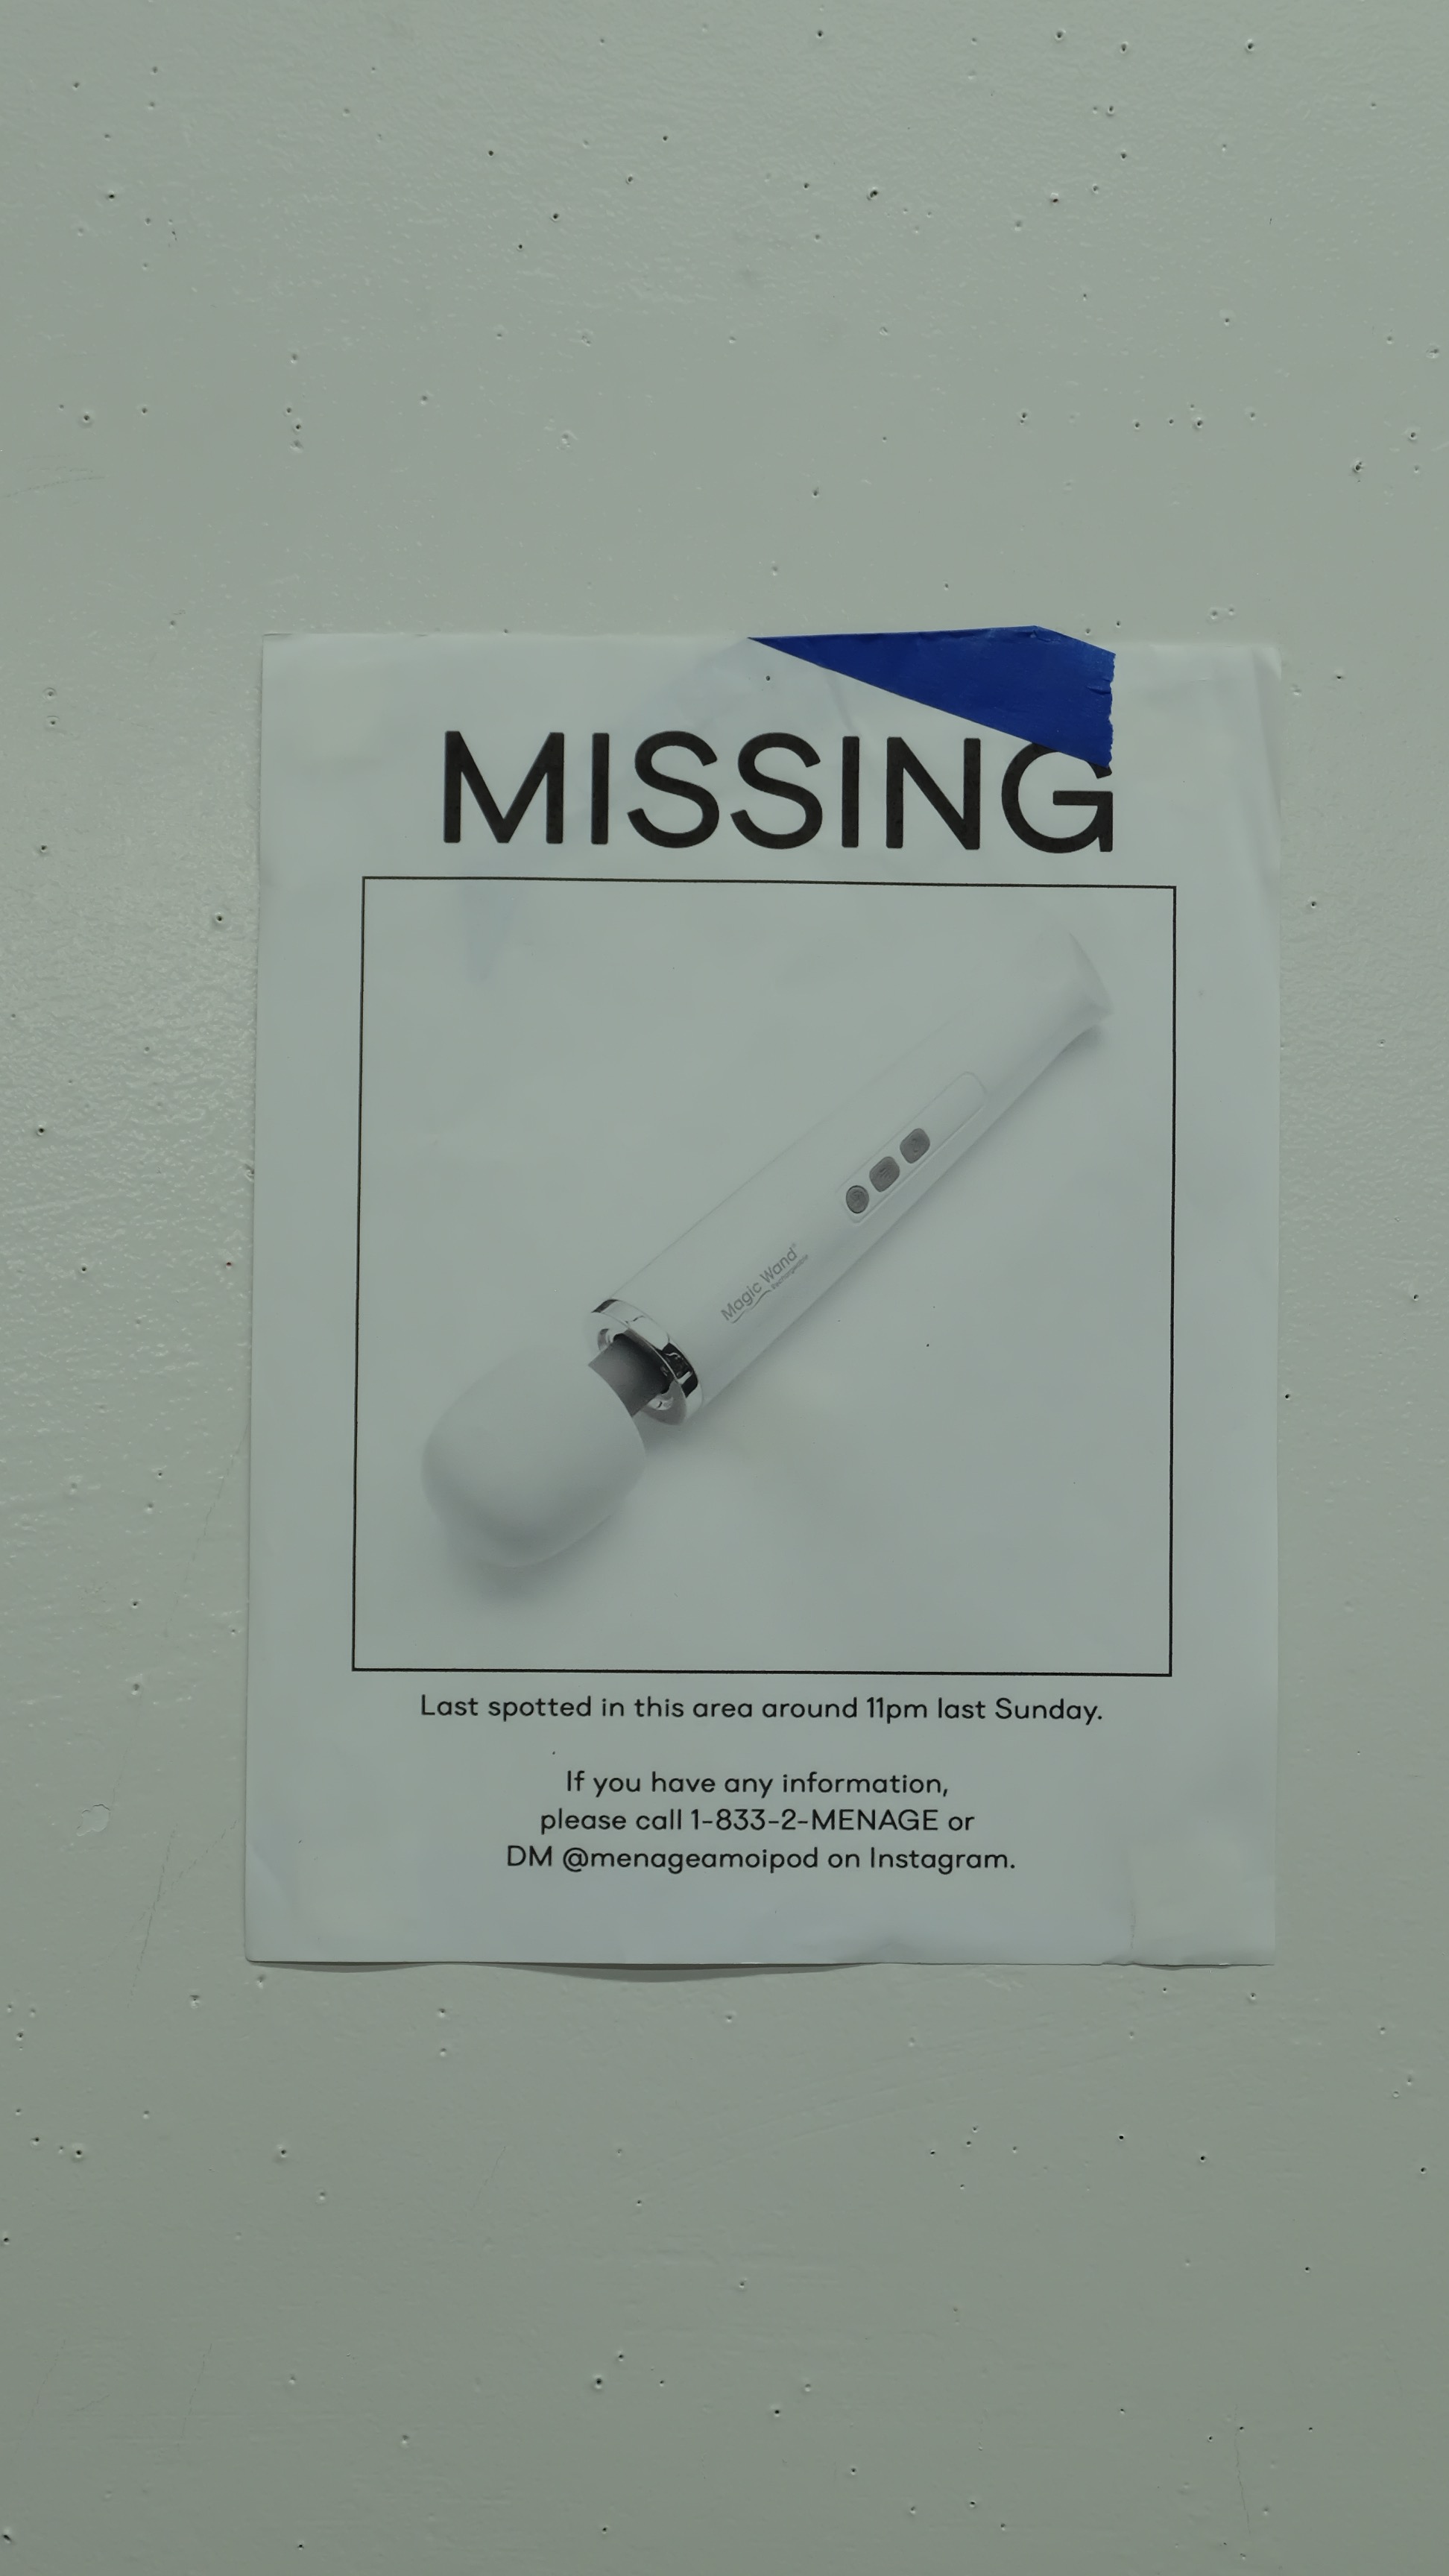 MISSING
Magic Wand®
Rechargeable
Last spotted in this area around 11pm last Sunday.
If you have any information,
please call 1-833-2-MENAGE or
DM @menageamoipod on Instagram.